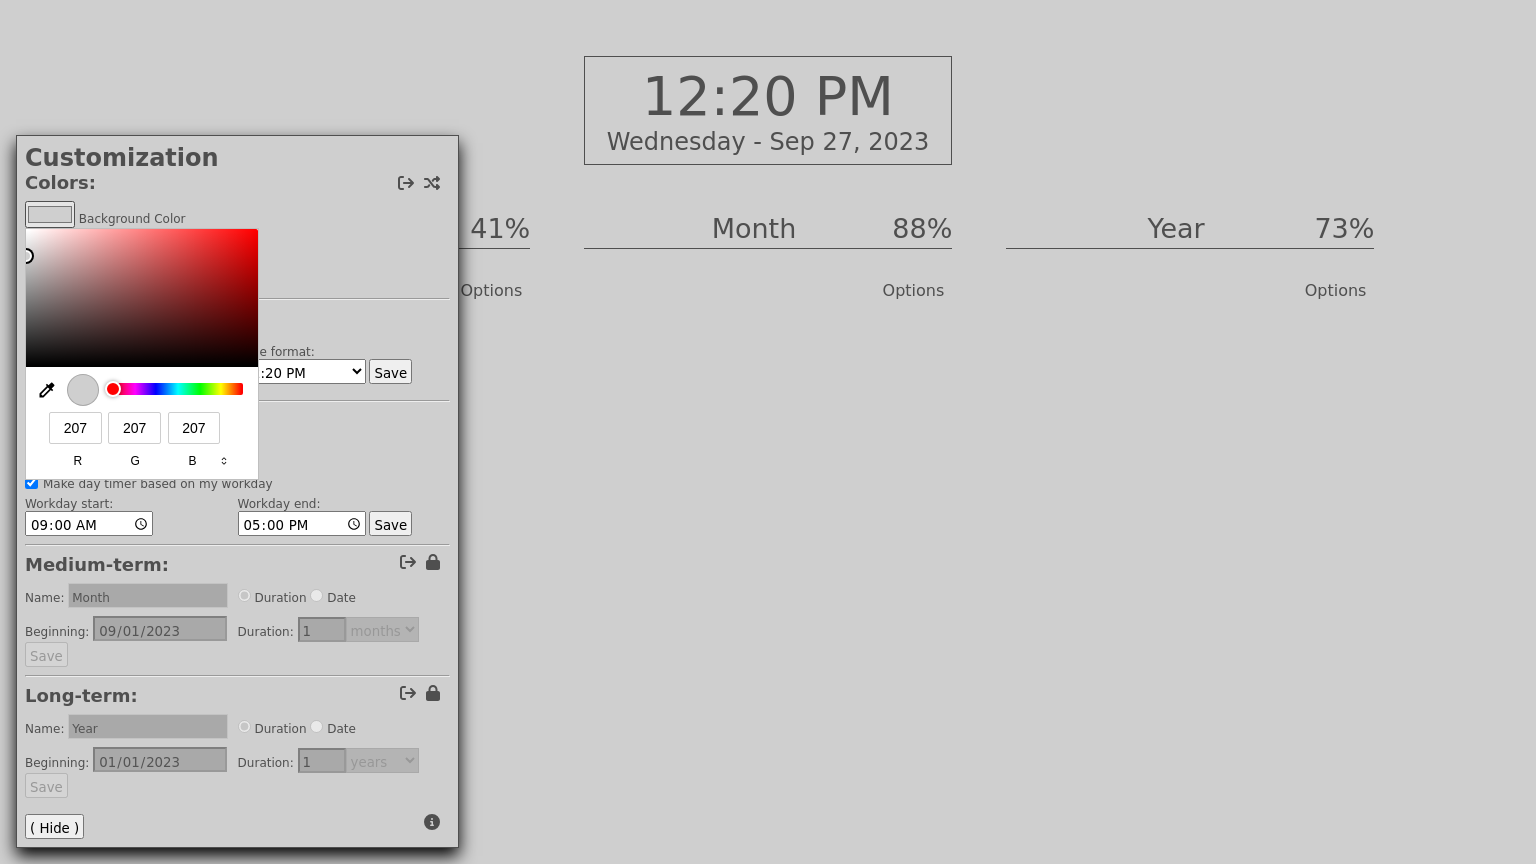 12:20 PM
Wednesday - Sep 27, 2023
41%
Month 88%
Year 73%
Options
Options
Options
Customization
Colors:
Background Color
e format:
:20 PM Save
207 207 207
R G B
Make day timer based on my workday
Workday start: Workday end:
09:00 AM 05:00 PM Save
Medium-term:
Name: Month Duration Date
Beginning: 09/01/2023 Duration: 1 months
Save
Long-term:
Name: Year Duration Date
Beginning: 01/01/2023 Duration: 1 years
Save
( Hide )